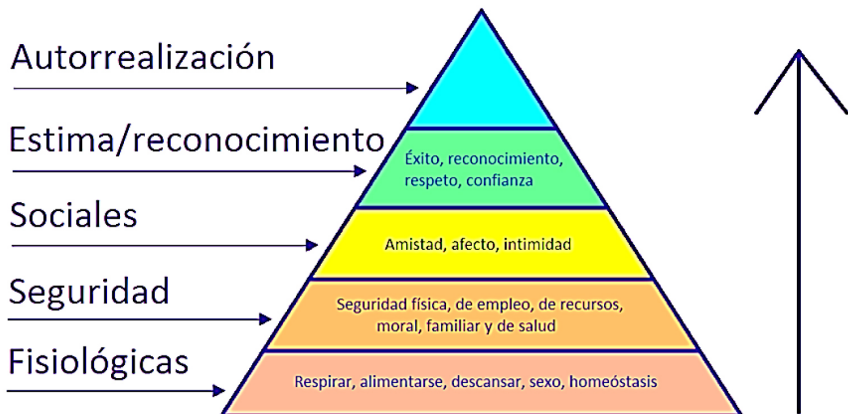 Autorrealización
Estima/reconocimiento
Éxito, reconocimiento,
respeto, confianza
Sociales
Amistad, afecto, intimidad
Seguridad
Seguridad física, de empleo, de recursos,
moral, familiar y de salud
Fisiológicas
Respirar, alimentarse, descansar, sexo, homeóstasis